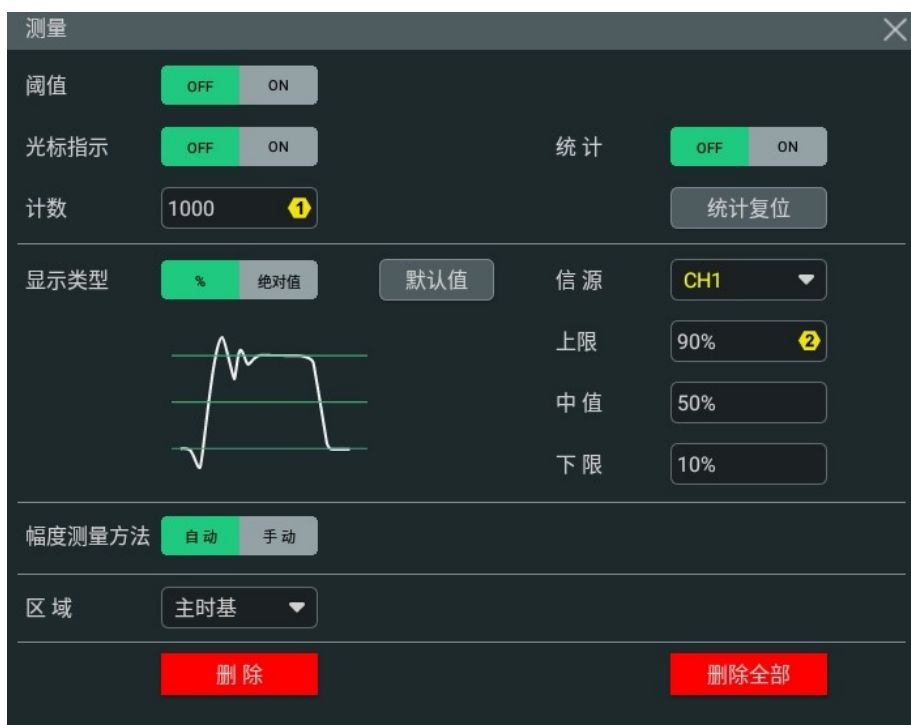 测量
阈值 OFF ON
光标指示 OFF ON 统计 OFF ON
计数 1000 1 统计复位
显示类型 % 绝对值 默认值 信源 CH1
上限 90% 2
中值 50%
下限 10%
幅度测量方法 自动 手动
区域 主时基
删除 删除全部